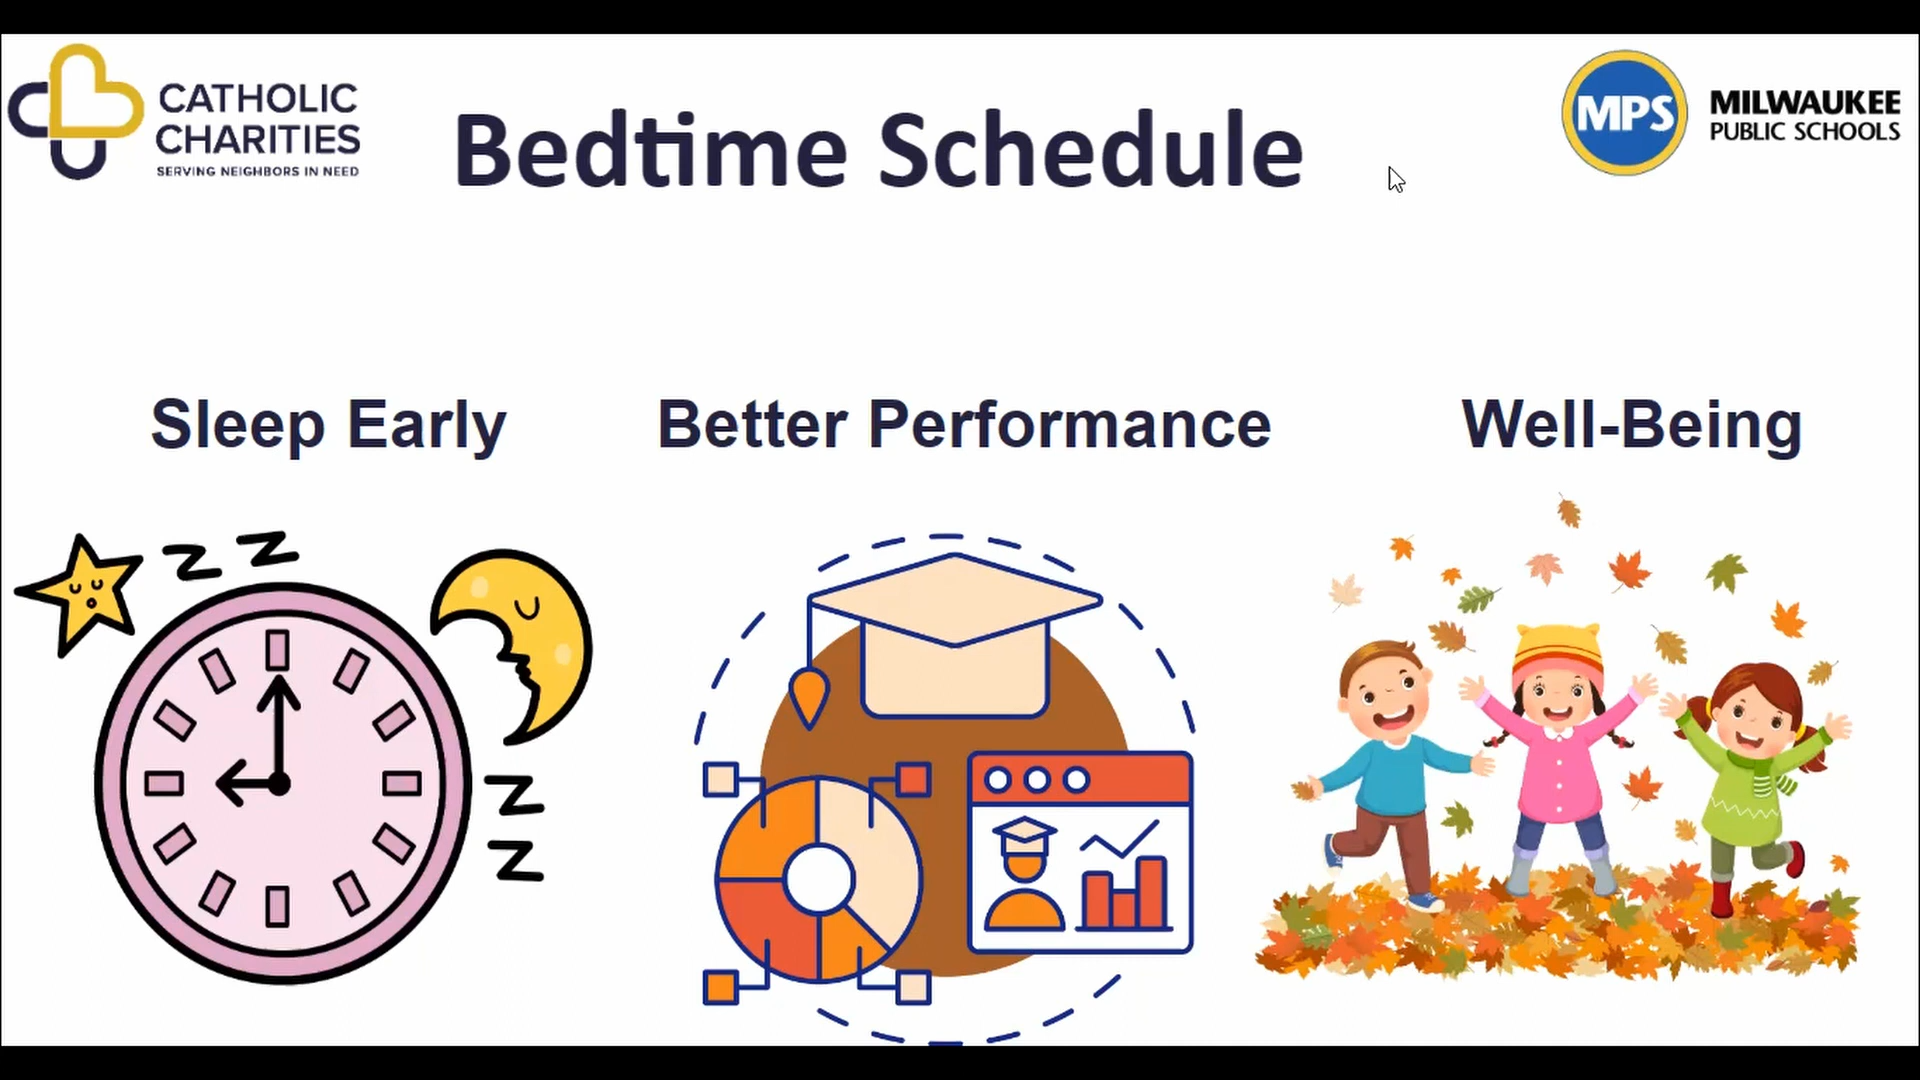 CATHOLIC
CHARITIES
SERVING NEIGHBORS IN NEED
Bedtime Schedule
MPS
MILWAUKEE
PUBLIC SCHOOLS
Sleep Early
Better Performance
Well-Being
z z
z
z